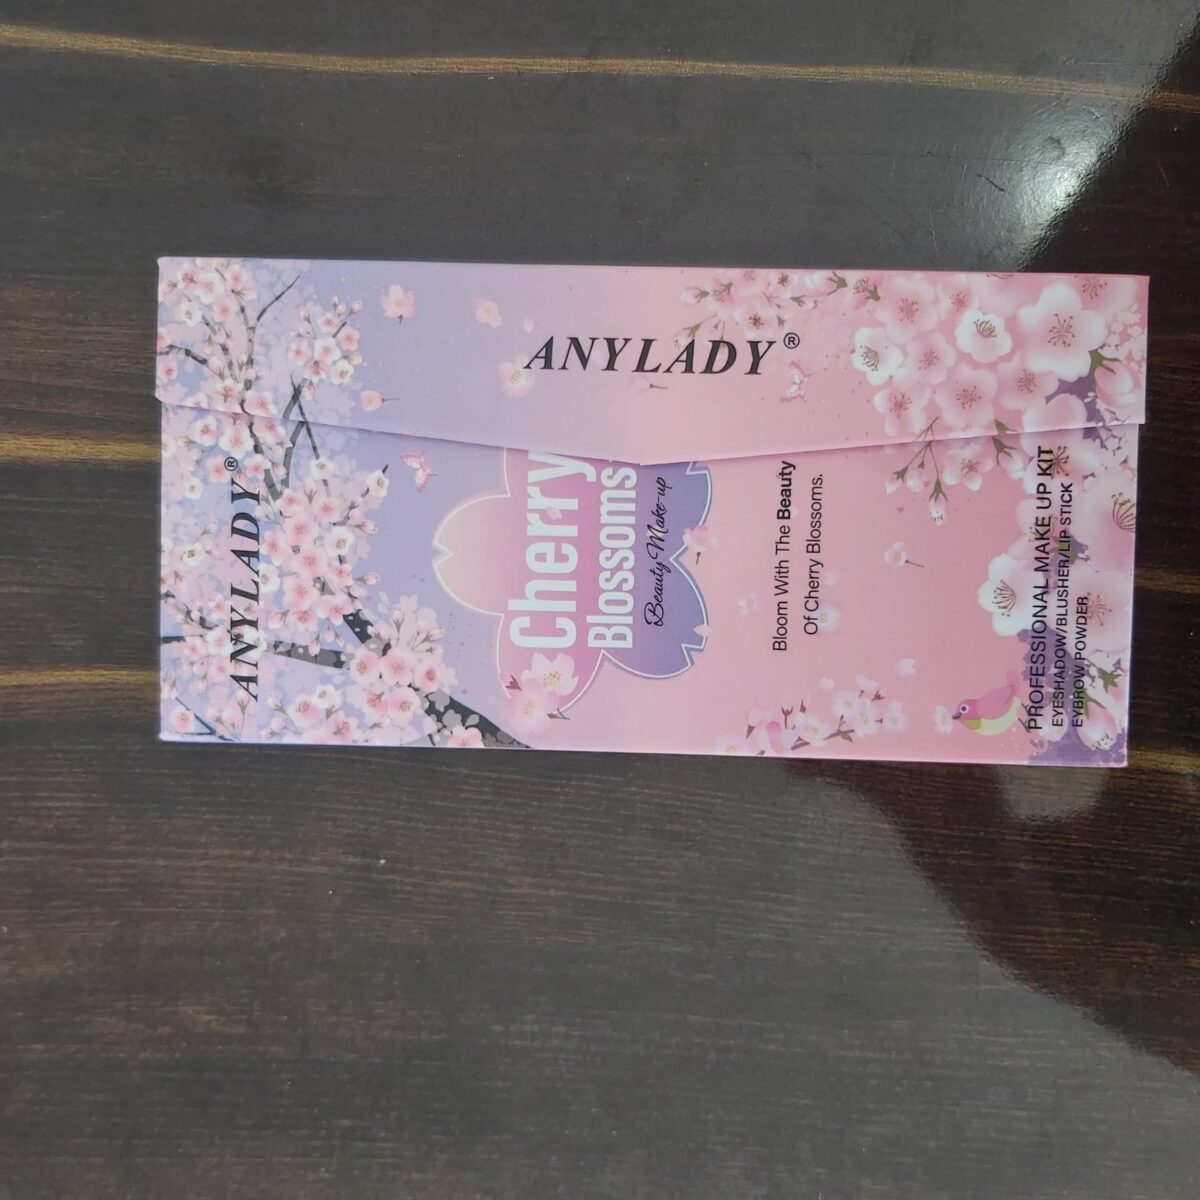 ANYLADY®
ANYLADY®
Cherry
Blossoms
Beauty Make-up
Bloom With The Beauty
Of Cherry Blossoms.
PROFESSIONAL MAKE UP KIT
EYESHADOW/BLUSHER/LIP STICK
EYBROW POWDER